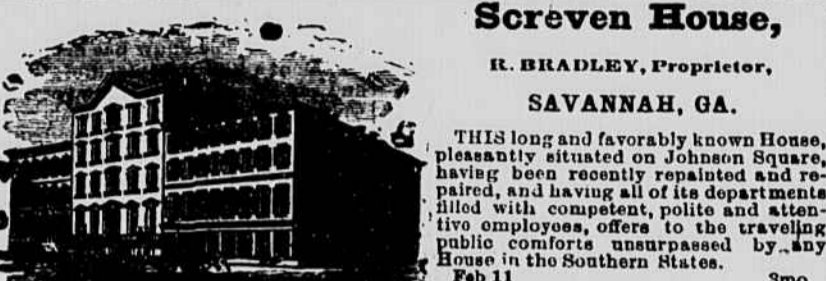 Screven House,
R. BRADLEY, Proprietor,
SAVANNAH, GA.
THIS long and favorably known House,
pleasantly situated on Johnson Square,
having been recently repainted and re-
paired, and having all of its departments
filled with competent, polite and atten-
tive employees, offers to the traveling
public comforts unsurpassed by any
House in the Southern States.
Feb 11 3mo